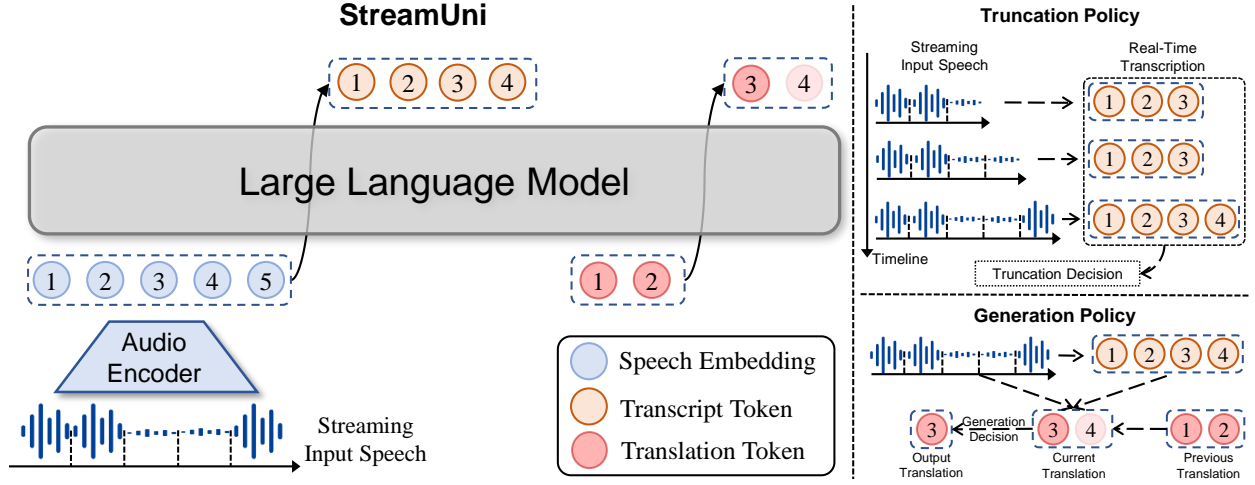 StreamUni
1 2 3 4
3 4
Large Language Model
1 2 3 4 5
1 2
Audio
Encoder
Streaming
Input Speech
Speech Embedding
Transcript Token
Translation Token
Truncation Policy
Streaming
Input Speech
Real-Time
Transcription
1 2 3
1 2 3
1 2 3 4
Timeline
Truncation Decision
Generation Policy
1 2 3 4
3
Generation
Decision
3 4
1 2
Output
Translation
Current
Translation
Previous
Translation